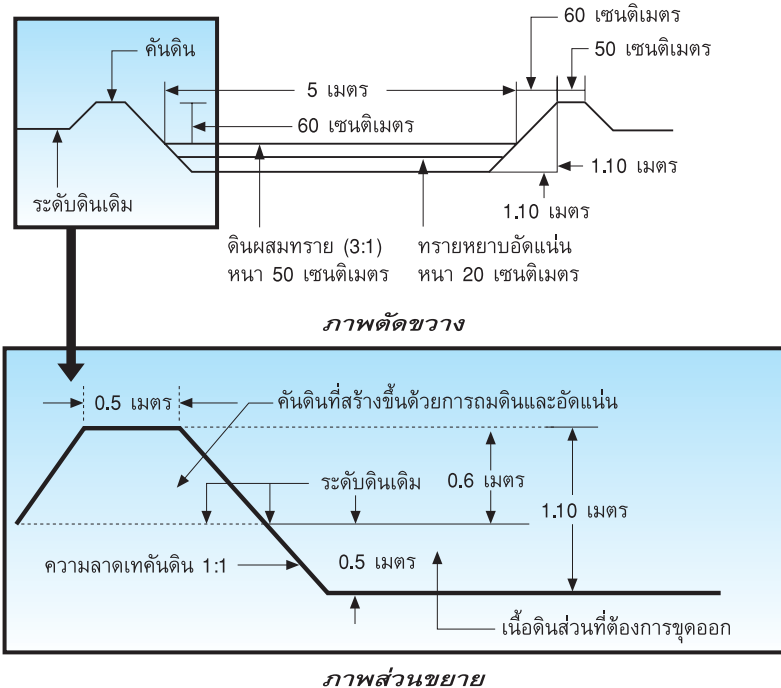 60 เซนติเมตร
คันดิน
50 เซนติเมตร
5 เมตร
60 เซนติเมตร
1.10 เมตร
ระดับดินเดิม
1.10 เมตร
ดินผสมทราย (3:1)
หนา 50 เซนติเมตร
ทรายหยาบอัดแน่น
หนา 20 เซนติเมตร
ภาพตัดขวาง
0.5 เมตร
คันดินที่สร้างขึ้นด้วยการถมดินและอัดแน่น
ระดับดินเดิม
0.6 เมตร
1.10 เมตร
ความลาดเทคันดิน 1:1
0.5 เมตร
เนื้อดินส่วนที่ต้องการขุดออก
ภาพส่วนขยาย